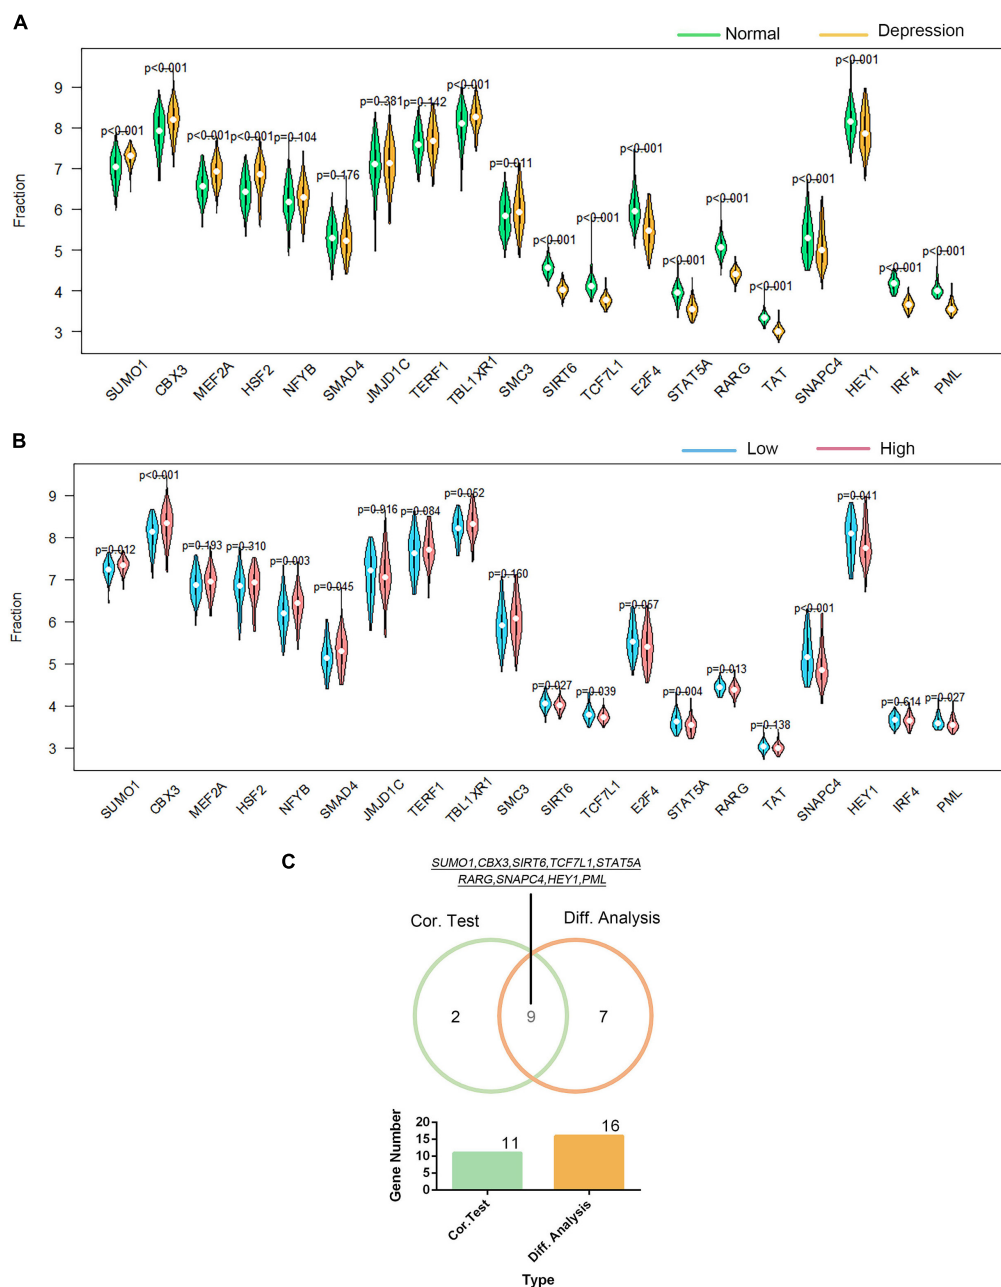 A
Normal
Depression
p<0.001
p<0.001
p<0.001
p<0.001
p=0.104
p=0.176
p=0.381
p=0.142
p<0.001
p=0.011
p<0.001
p<0.001
p<0.001
p<0.001
p<0.001
p<0.001
p<0.001
p<0.001
p<0.001
p<0.001
Fraction
9
8
7
6
5
4
3
SUMO1
CBX3
MEF2A
HSF2
NFYB
SMAD4
JMJD1C
TERF1
TBL1XR1
SMC3
SIRT6
TCF7L1
E2F4
STAT5A
RARG
TAT
SNAPC4
HEY1
IRF4
PML
B
Low
High
p=0.012
p<0.001
p=0.193
p=0.310
p=0.003
p=0.045
p=0.916
p=0.084
p=0.052
p=0.160
p=0.027
p=0.039
p=0.057
p=0.004
p=0.013
p=0.138
p<0.001
p=0.041
p=0.614
p=0.027
Fraction
9
8
7
6
5
4
3
SUMO1
CBX3
MEF2A
HSF2
NFYB
SMAD4
JMJD1C
TERF1
TBL1XR1
SMC3
SIRT6
TCF7L1
E2F4
STAT5A
RARG
TAT
SNAPC4
HEY1
IRF4
PML
C
SUMO1,CBX3,SIRT6,TCF7L1,STAT5A
RARG,SNAPC4,HEY1,PML
Cor. Test
Diff. Analysis
2
9
7
Gene Number
20
15
10
5
0
11
16
Cor.Test
Diff. Analysis
Type